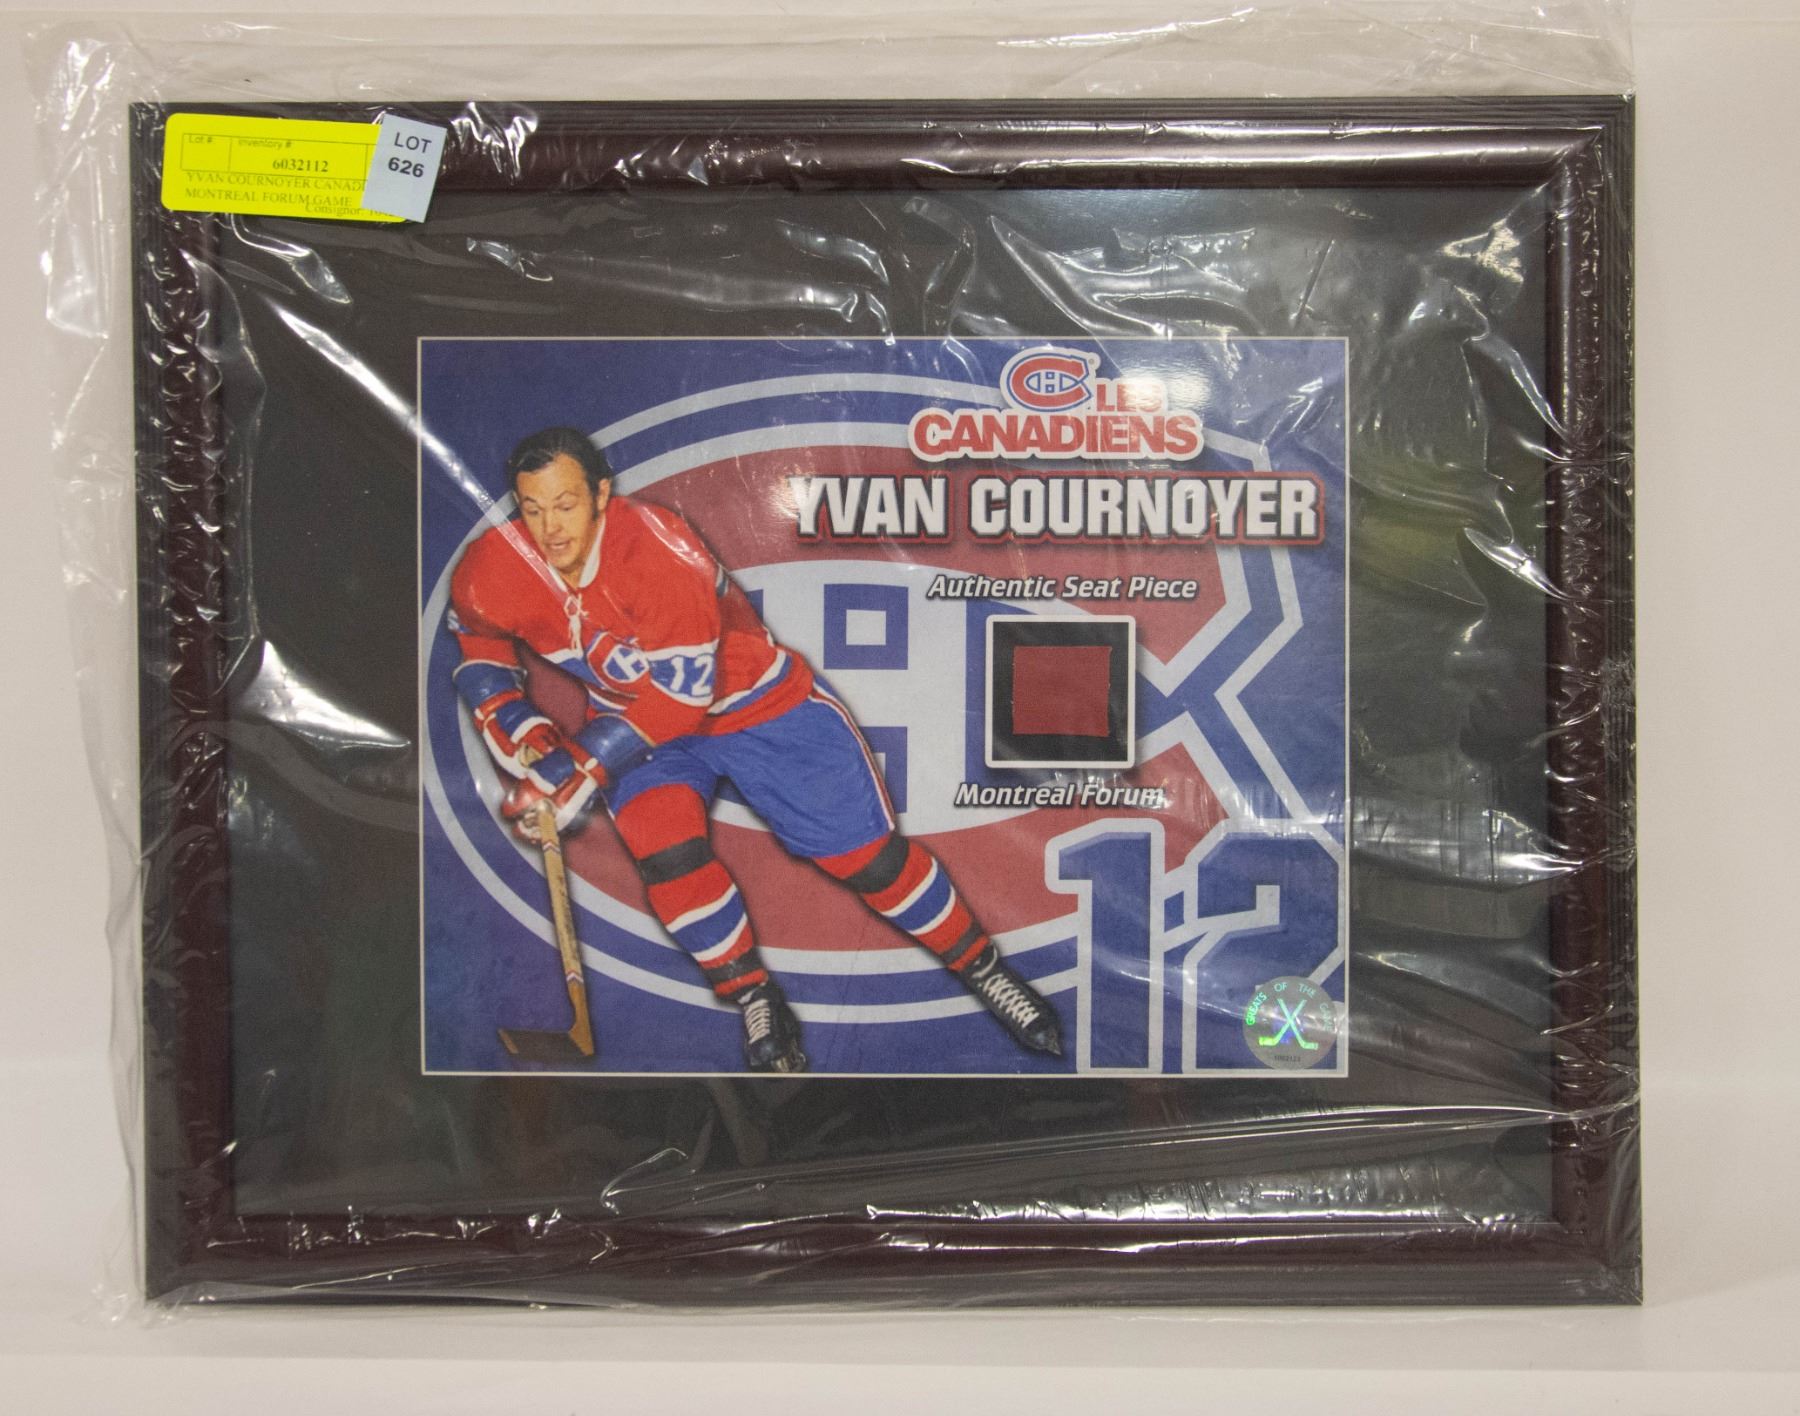 Lot #
Inventory #
6032112
LOT
626
YVAN COURNOYER
MONTREAL FORUM GAME
Consignor:
LES
CANADIENS
YVAN COURNOYER
Authentic Seat Piece
12
Montreal Forum
12
GREATS OF THE GAME